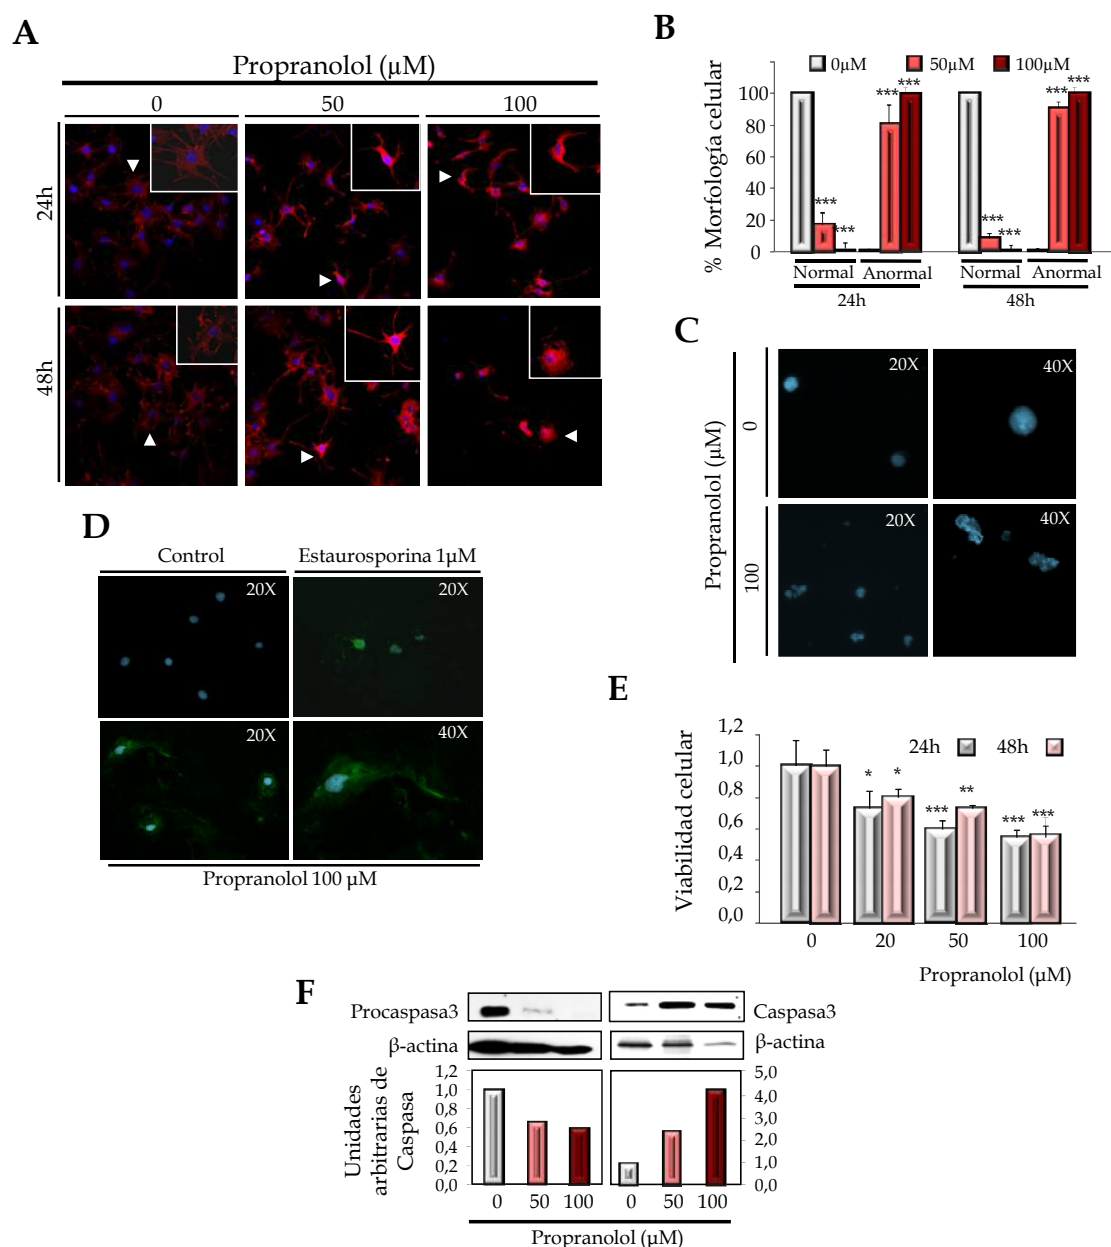 A
Propranolol (µM)
0 50 100
24h
48h
B
0µM 50µM 100µM
% Morfología celular
100
80
60
40
20
0
*** *** *** ***
*** *** *** ***
Normal Anormal Normal Anormal
24h 48h
C
Propranolol (µM)
0
20X 40X
100
20X 40X
D
Control Estaurosporina 1µM
20X 20X
20X 40X
Propranolol 100 µM
E
Viabilidad celular
24h 48h
1,2
1,0
0,8
0,6
0,4
0,2
0,0
* * *** ** *** ***
0 20 50 100
Propranolol (µM)
F
Procaspasa3 Caspasa3
β-actina β-actina
Unidades
arbitrarias de
Caspasa
1,2 5,0
1,0 4,0
0,8 3,0
0,6 2,0
0,4 1,0
0,2 0,0
0,0
0 50 100 0 50 100
Propranolol (µM)